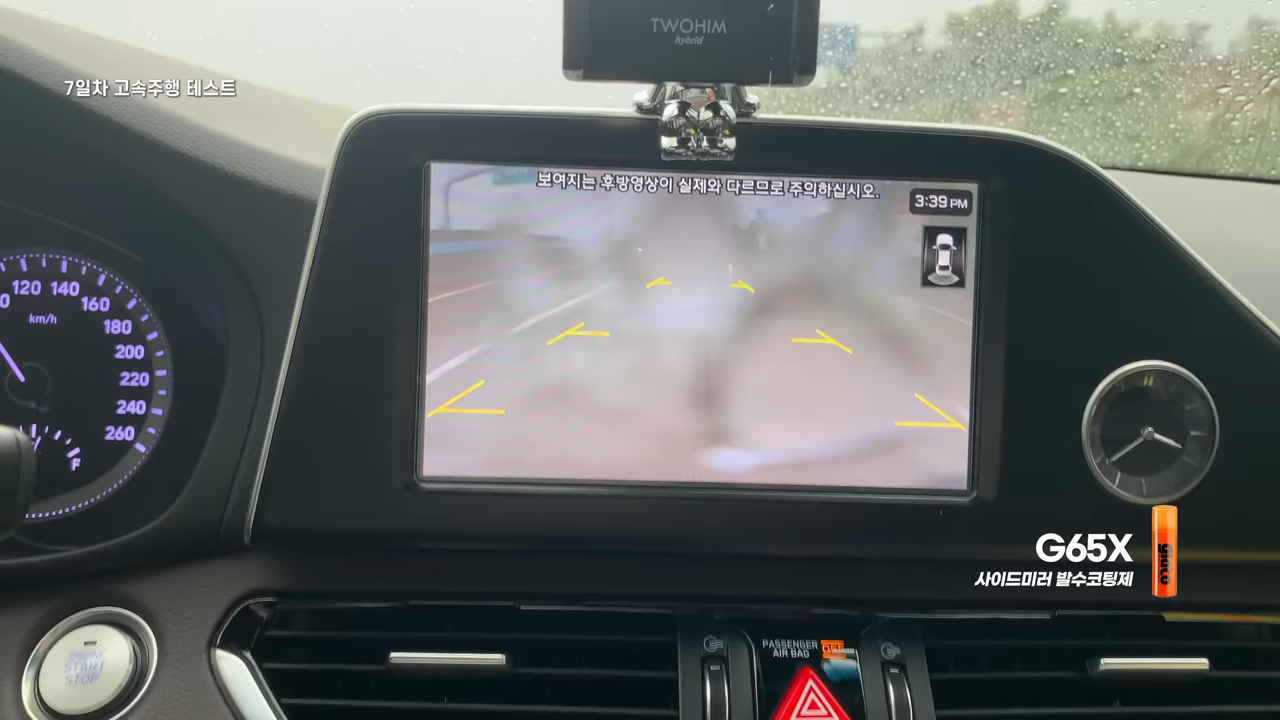 TWOHIM
hybrid
7일차 고속주행 테스트
보여지는 후방영상이 실제와 다르므로 주의하십시오.
3:39 PM
120 140
160
km/h
180
200
220
240
260
F
G65X
사이드미러 발수코팅제
gluco
ENGINE
START
STOP
PASSENGER
AIR BAG OFF